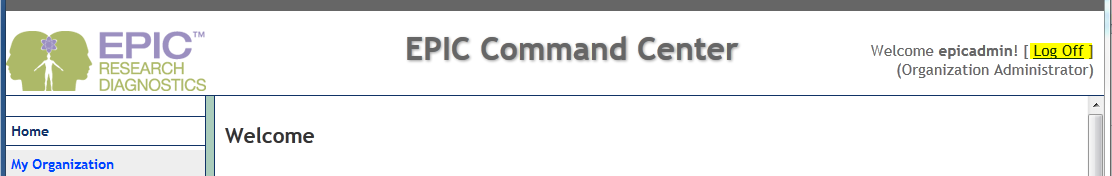 EPIC™
RESEARCH
DIAGNOSTICS
EPIC Command Center
Welcome epicadmin! [ Log Off ]
(Organization Administrator)
Home
My Organization
Welcome